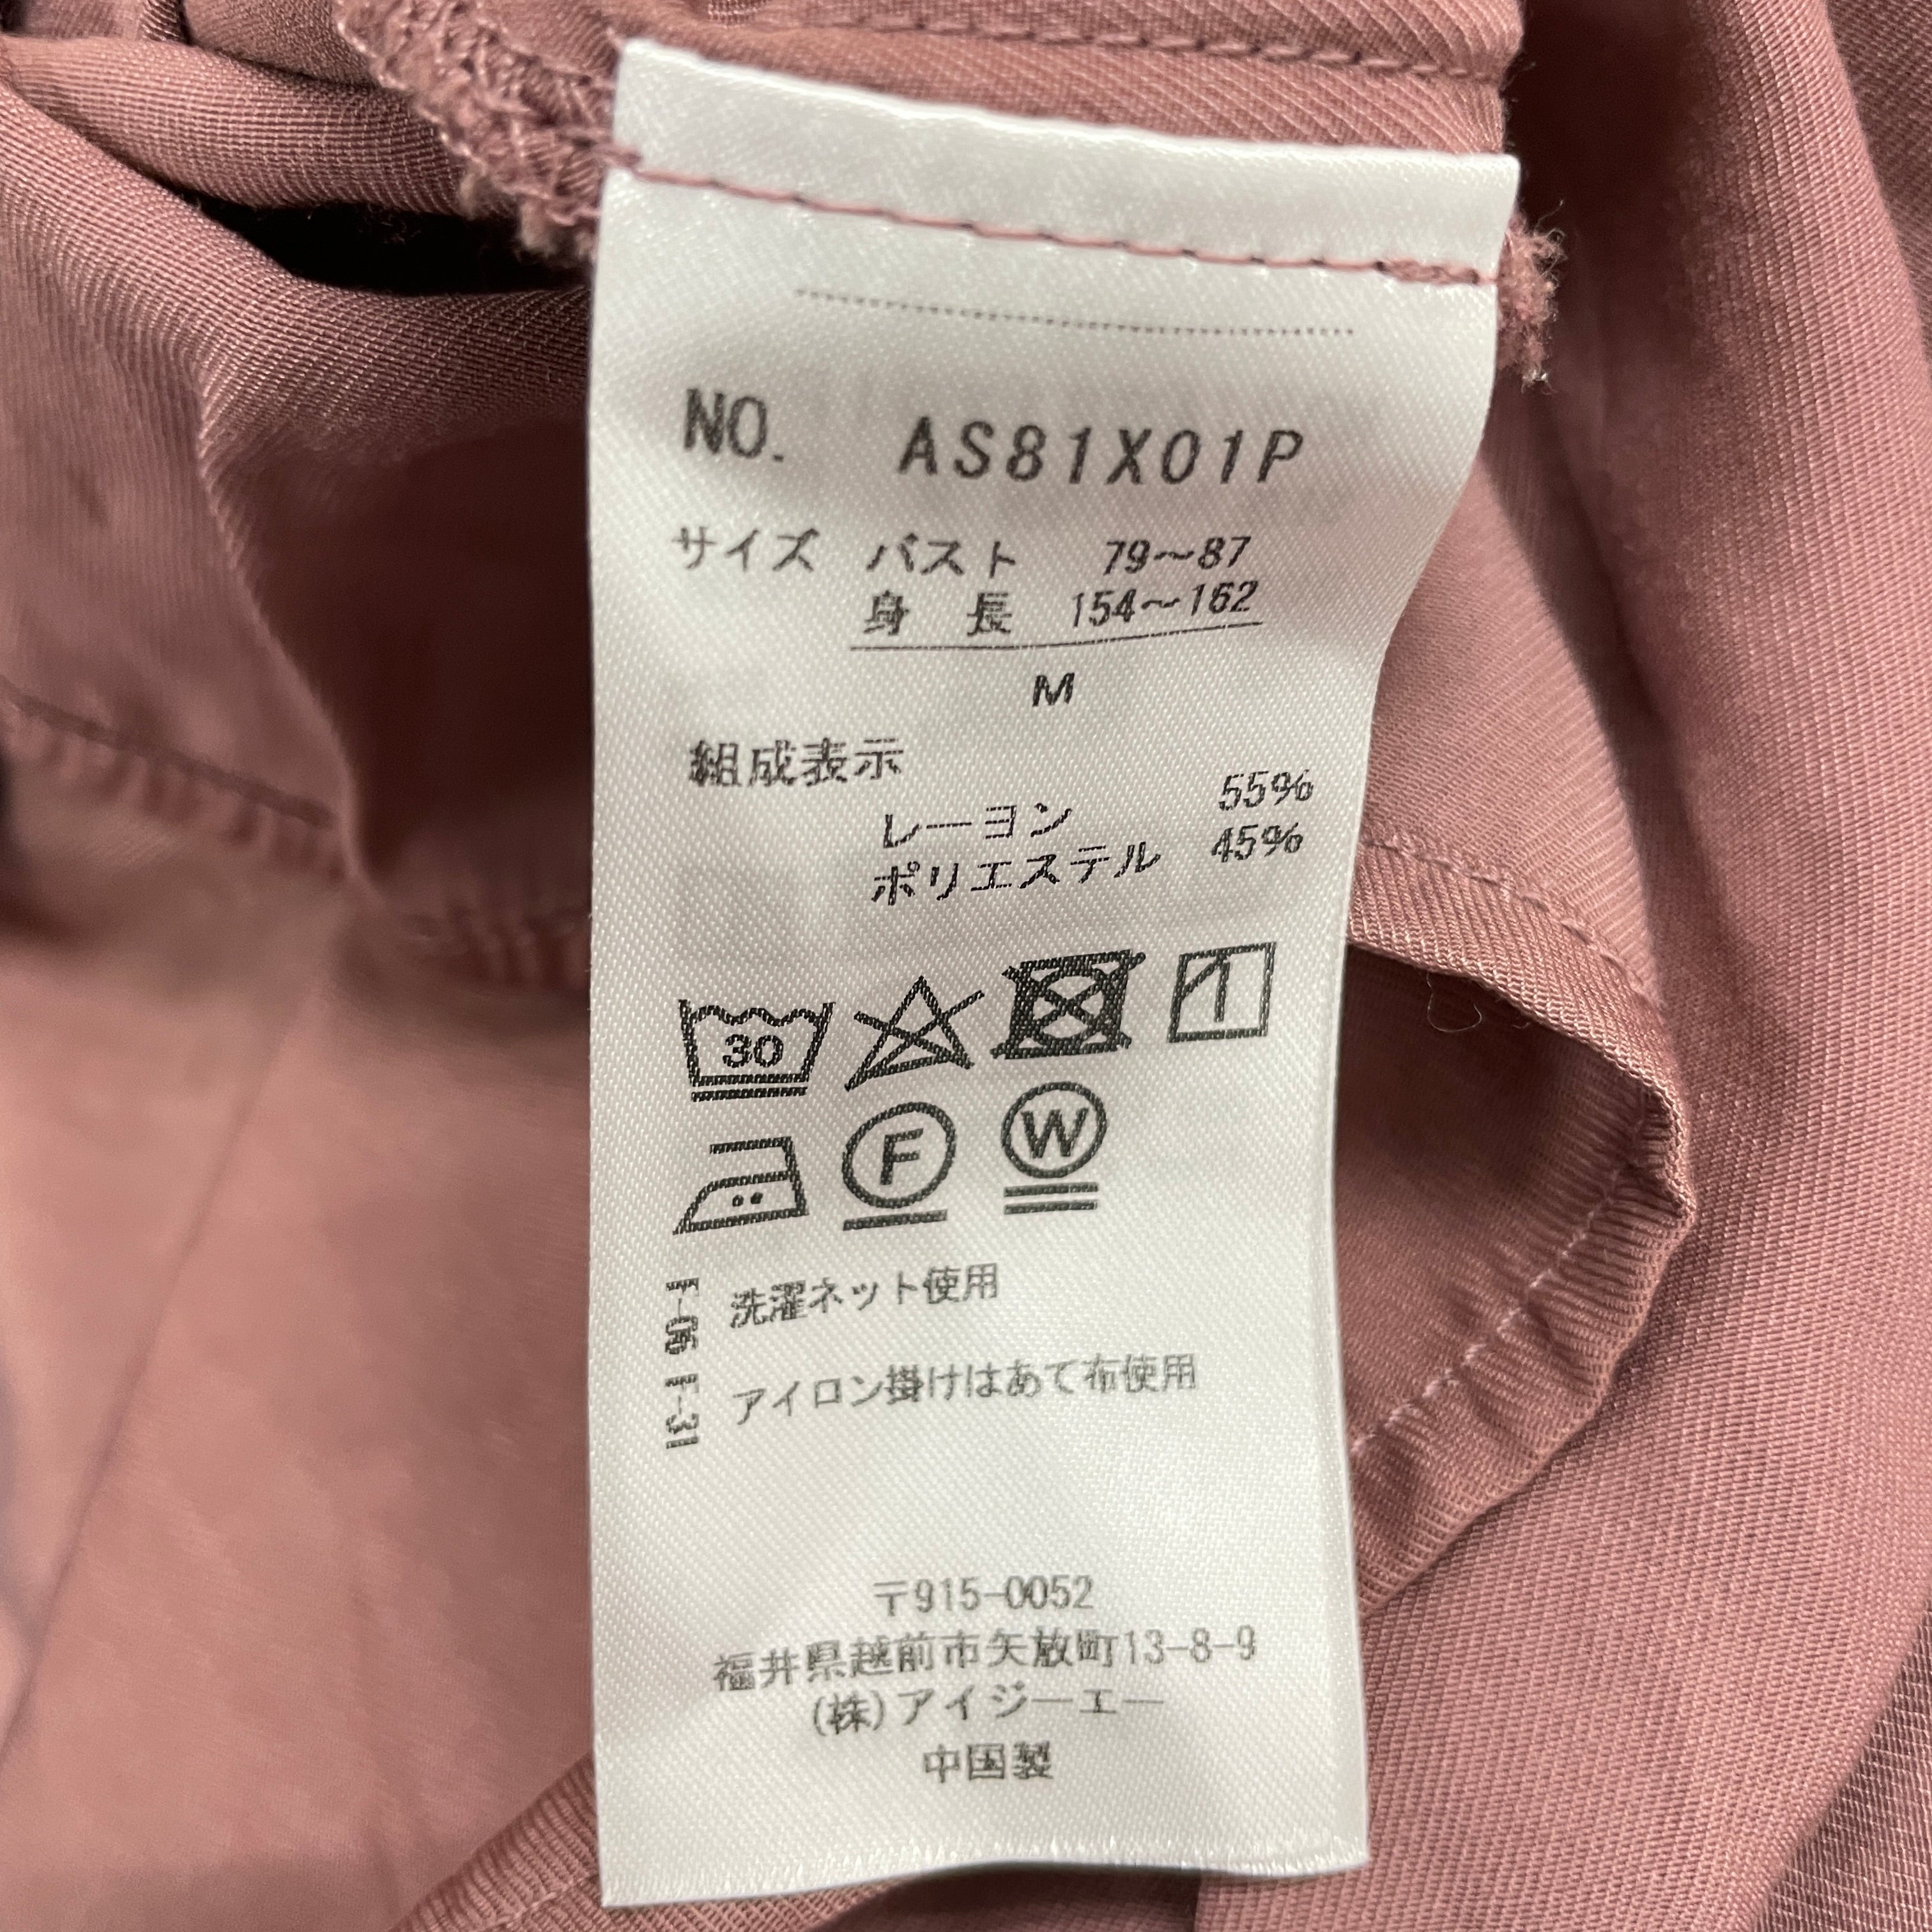 NO. AS81X01P
サイズ バスト 79〜87
身 長 154〜162
M
組成表示
レーヨン 55%
ポリエステル 45%
30
F W
F-06 洗濯ネット使用
F-31 アイロン掛けはあて布使用
〒915-0052
福井県越前市矢放町13-8-9
(株)アイジーエー
中国製